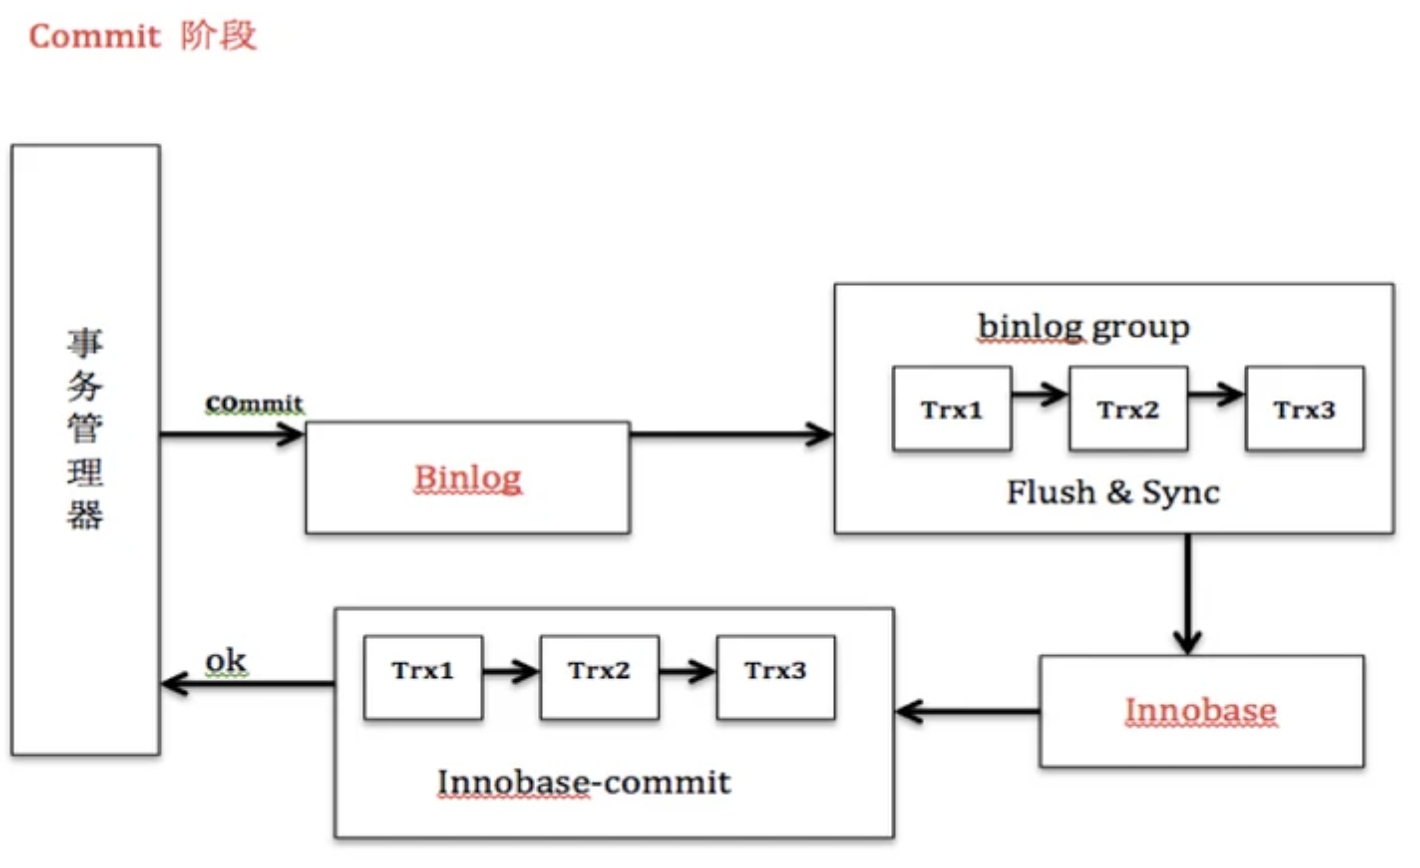 Commit 阶段
事务管理器
commit
Binlog
binlog group
Trx1
Trx2
Trx3
Flush & Sync
Innobase
Trx1
Trx2
Trx3
Innobase-commit
ok